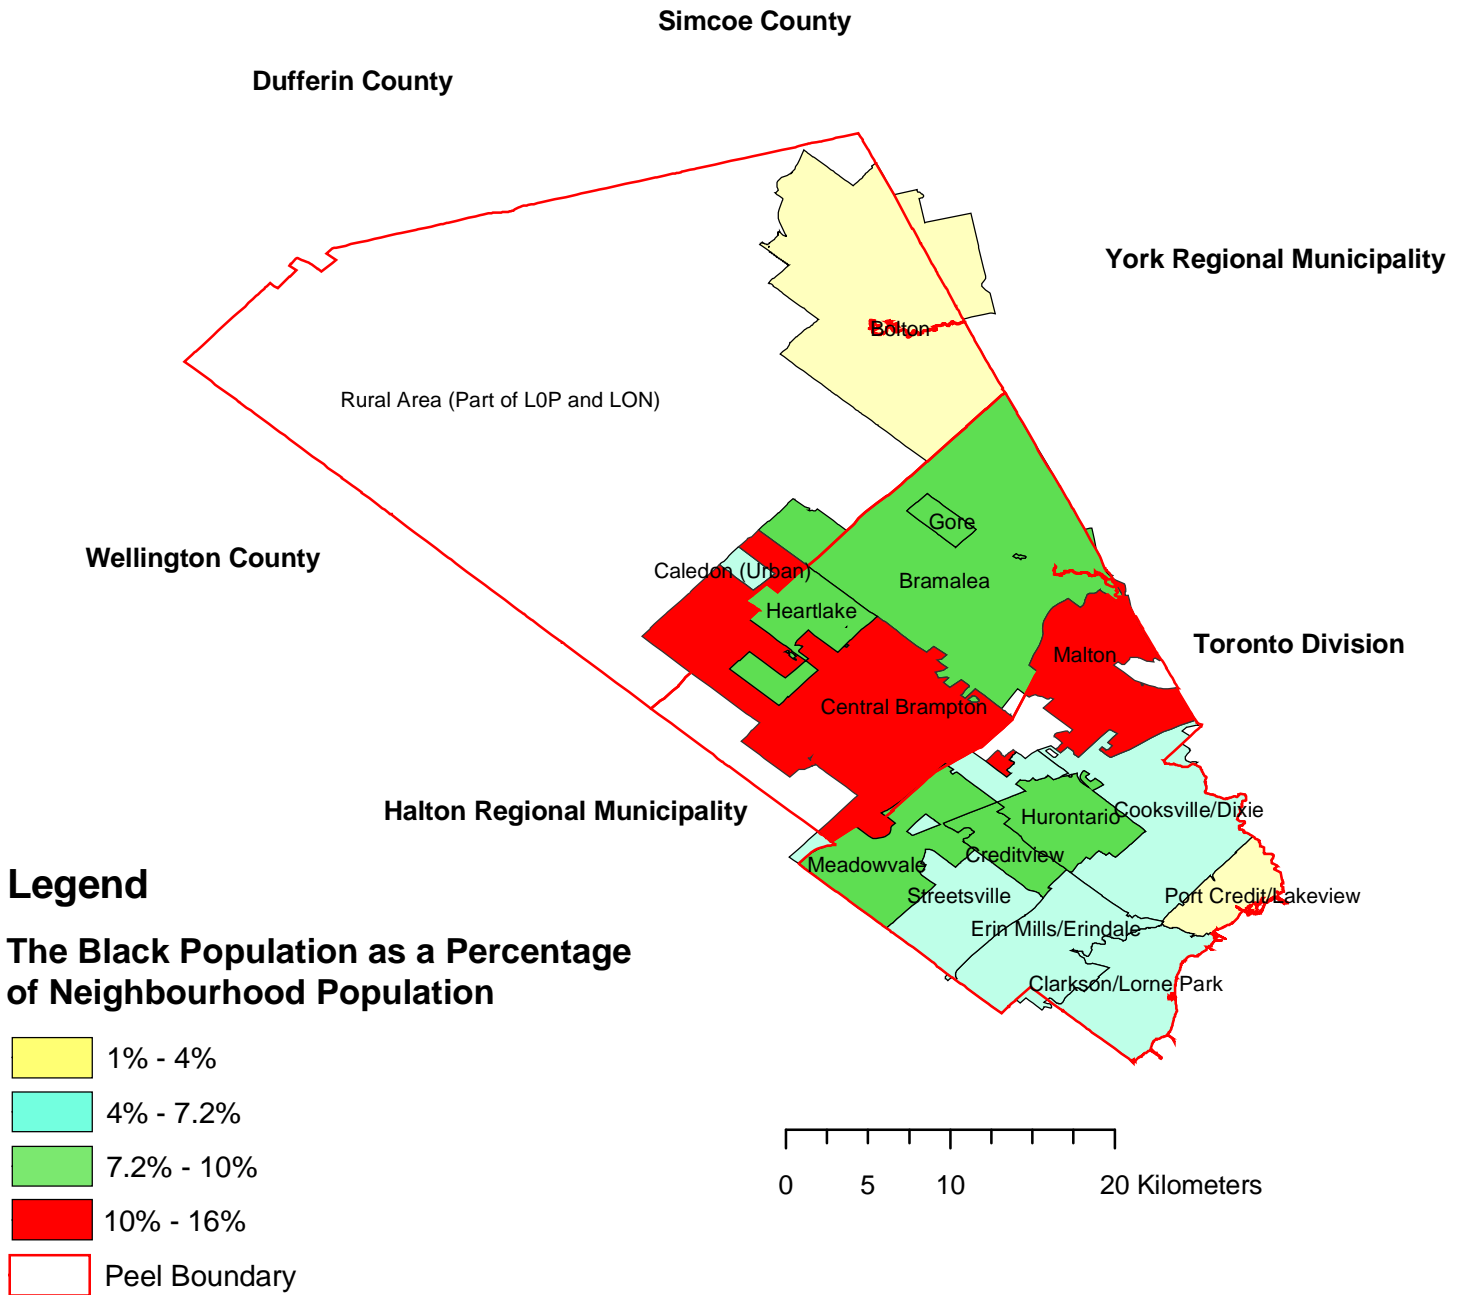 Simcoe County
Dufferin County
York Regional Municipality
Bolton
Rural Area (Part of L0P and LON)
Gore
Wellington County
Caledon (Urban)
Bramalea
Heartlake
Malton
Toronto Division
Central Brampton
Halton Regional Municipality
Hurontario
Cooksville/Dixie
Meadowvale
Creditview
Streetsville
Port Credit/Lakeview
Erin Mills/Erindale
Clarkson/Lorne Park
Legend
The Black Population as a Percentage
of Neighbourhood Population
1% - 4%
4% - 7.2%
7.2% - 10%
10% - 16%
Peel Boundary
0 5 10 20 Kilometers